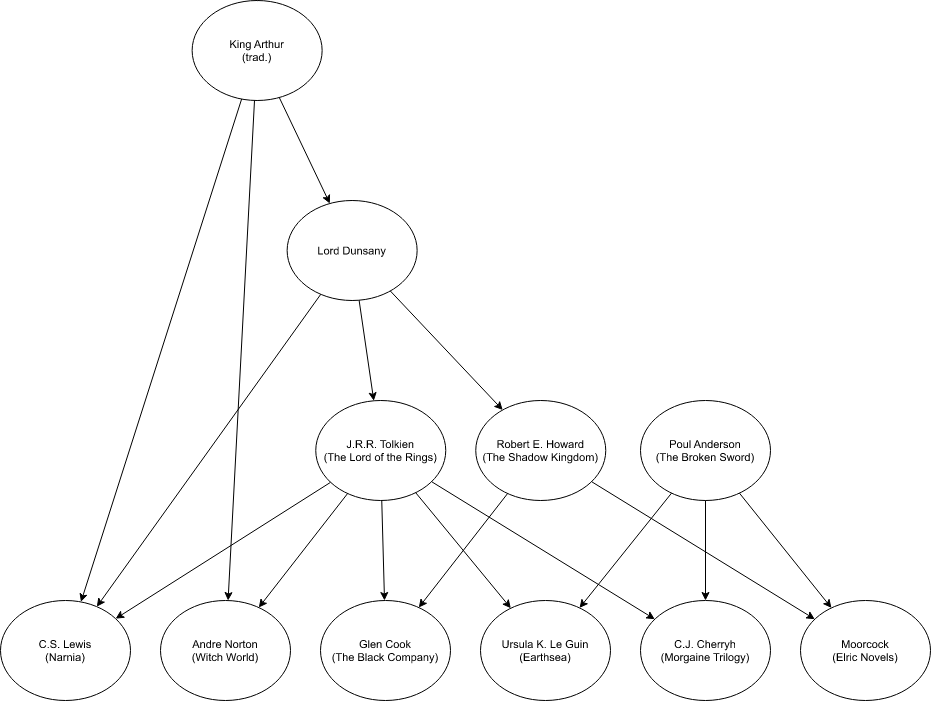 King Arthur
(trad.)
Lord Dunsany
J.R.R. Tolkien
(The Lord of the Rings)
Robert E. Howard
(The Shadow Kingdom)
Poul Anderson
(The Broken Sword)
C.S. Lewis
(Narnia)
Andre Norton
(Witch World)
Glen Cook
(The Black Company)
Ursula K. Le Guin
(Earthsea)
C.J. Cherryh
(Morgaine Trilogy)
Moorcock
(Elric Novels)